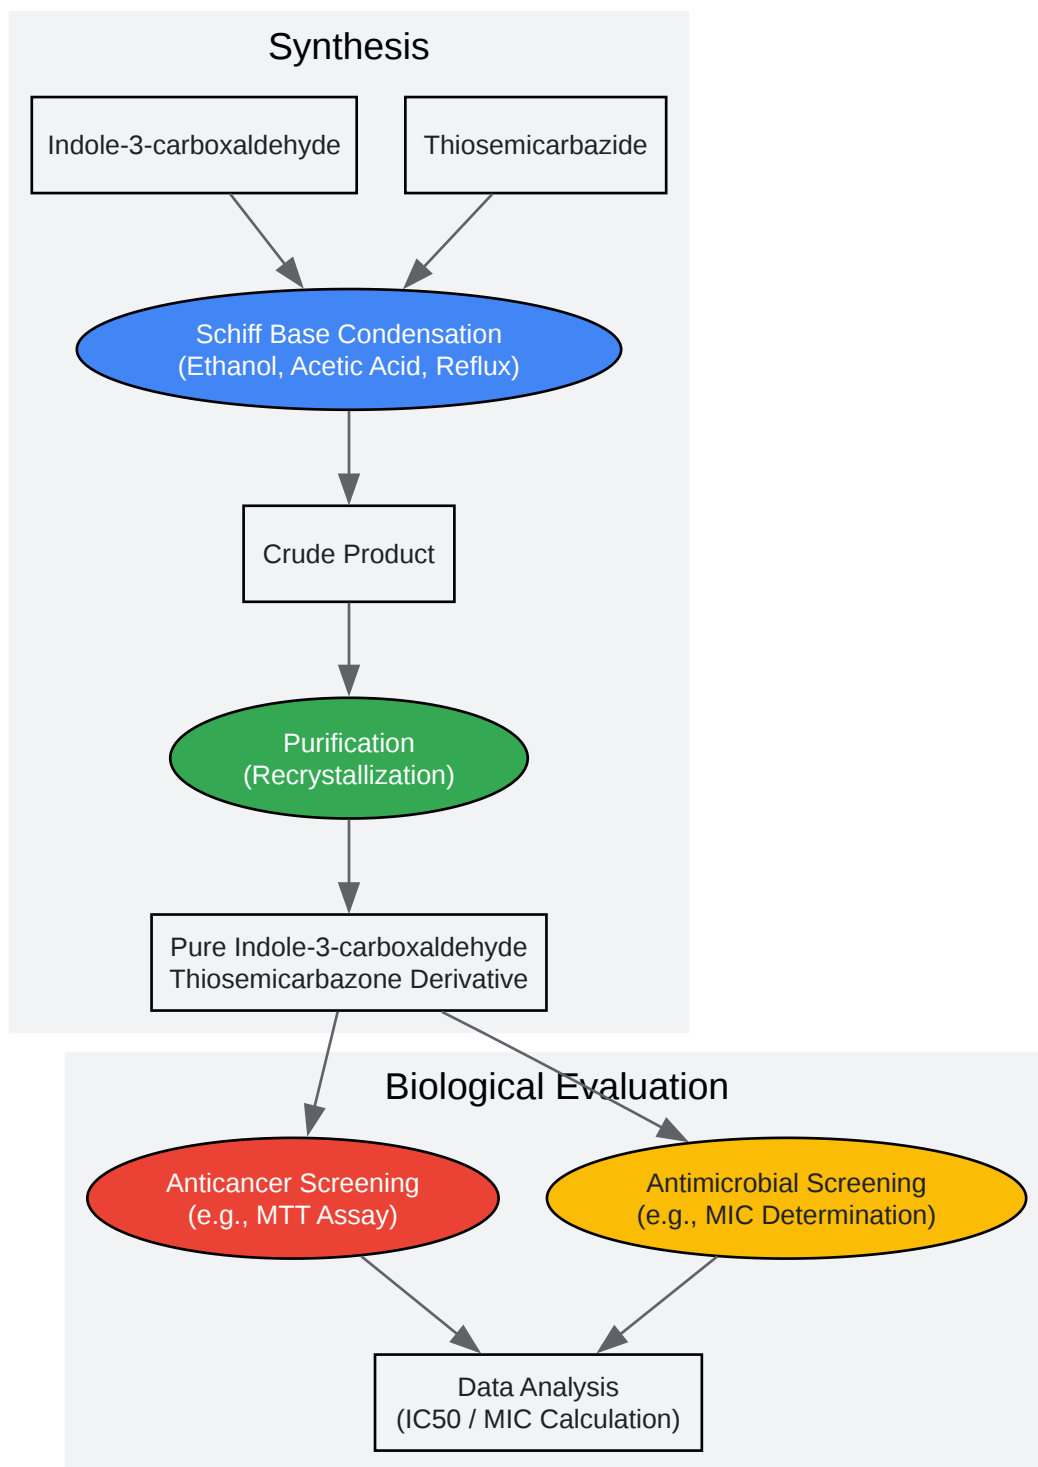 Synthesis
Indole-3-carboxaldehyde
Thiosemicarbazide
Schiff Base Condensation
(Ethanol, Acetic Acid, Reflux)
Crude Product
Purification
(Recrystallization)
Pure Indole-3-carboxaldehyde
Thiosemicarbazone Derivative
Biological Evaluation
Anticancer Screening
(e.g., MTT Assay)
Antimicrobial Screening
(e.g., MIC Determination)
Data Analysis
(IC50 / MIC Calculation)